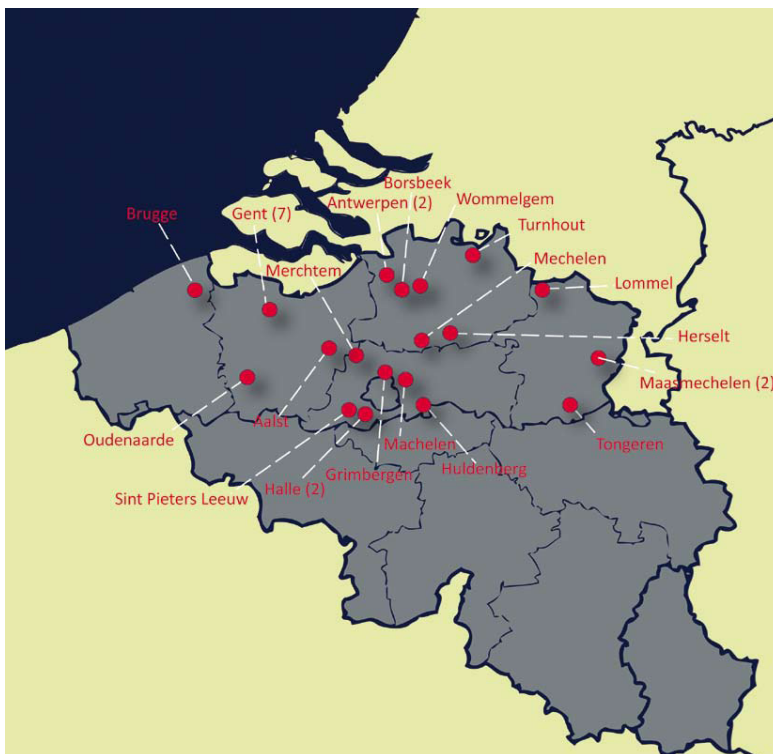 Borsbeek
Antwerpen (2)
Wommelgem
Brugge
Gent (7)
Turnhout
Mechelen
Merchtem
Lommel
Herselt
Maasmechelen (2)
Oudenaarde
Aalst
Machelen
Tongeren
Huldenberg
Grimbergen
Halle (2)
Sint Pieters Leeuw